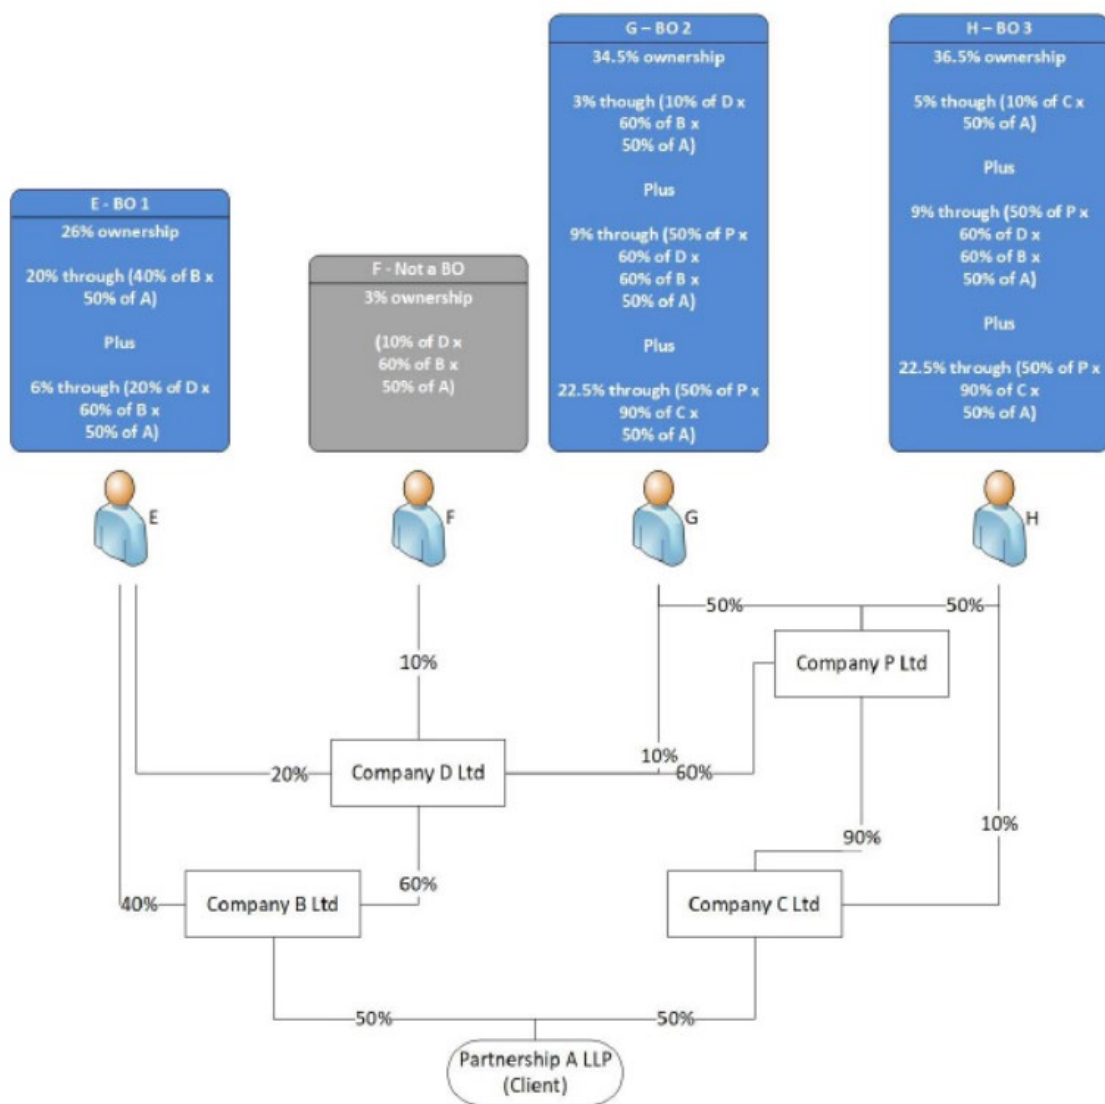 G – BO 2
34.5% ownership
3% though (10% of D x
60% of B x
50% of A)
Plus
9% through (50% of P x
60% of D x
60% of B x
50% of A)
Plus
22.5% through (50% of P x
90% of C x
50% of A)
H – BO 3
36.5% ownership
5% though (10% of C x
50% of A)
Plus
9% through (50% of P x
60% of D x
60% of B x
50% of A)
Plus
22.5% through (50% of P x
90% of C x
50% of A)
E - BO 1
26% ownership
20% through (40% of B x
50% of A)
Plus
6% through (20% of D x
60% of B x
50% of A)
F - Not a BO
3% ownership
(10% of D x
60% of B x
50% of A)
E
F
G
H
50%
50%
10%
Company P Ltd
20%
Company D Ltd
10%
60%
90%
10%
40%
Company B Ltd
60%
Company C Ltd
50%
50%
Partnership A LLP
(Client)